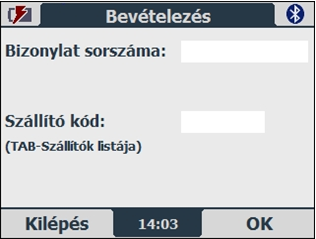 Bevételezés
Bizonylat sorszáma:
Szállító kód:
(TAB-Szállítók listája)
Kilépés 14:03 OK